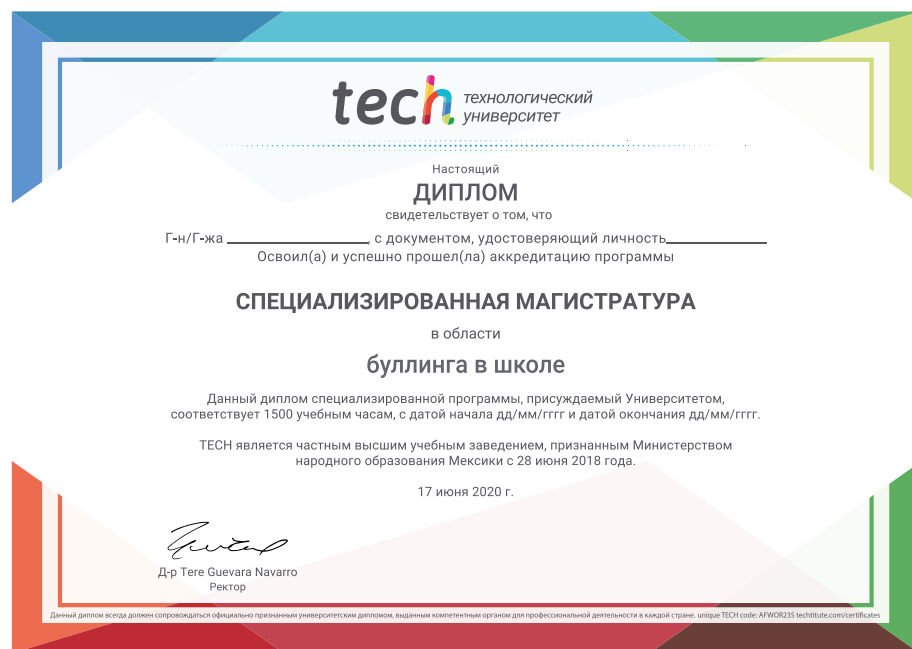 tech технологический
университет
Настоящий
ДИПЛОМ
свидетельствует о том, что
Г-н/Г-жа ____________________, с документом, удостоверяющий личность______________
Освоил(а) и успешно прошел(ла) аккредитацию программы
СПЕЦИАЛИЗИРОВАННАЯ МАГИСТРАТУРА
в области
буллинга в школе
Данный диплом специализированной программы, присуждаемый Университетом,
соответствует 1500 учебным часам, с датой начала дд/мм/гггг и датой окончания дд/мм/гггг.
TECH является частным высшим учебным заведением, признанным Министерством
народного образования Мексики с 28 июня 2018 года.
17 июня 2020 г.
Д-р Tere Guevara Navarro
Ректор
Данный диплом всегда должен сопровождаться официально признанным университетским дипломом, выданным компетентным органом для профессиональной деятельности в каждой стране. unique TECH code: AFWOR23S techtitute.com/certificates